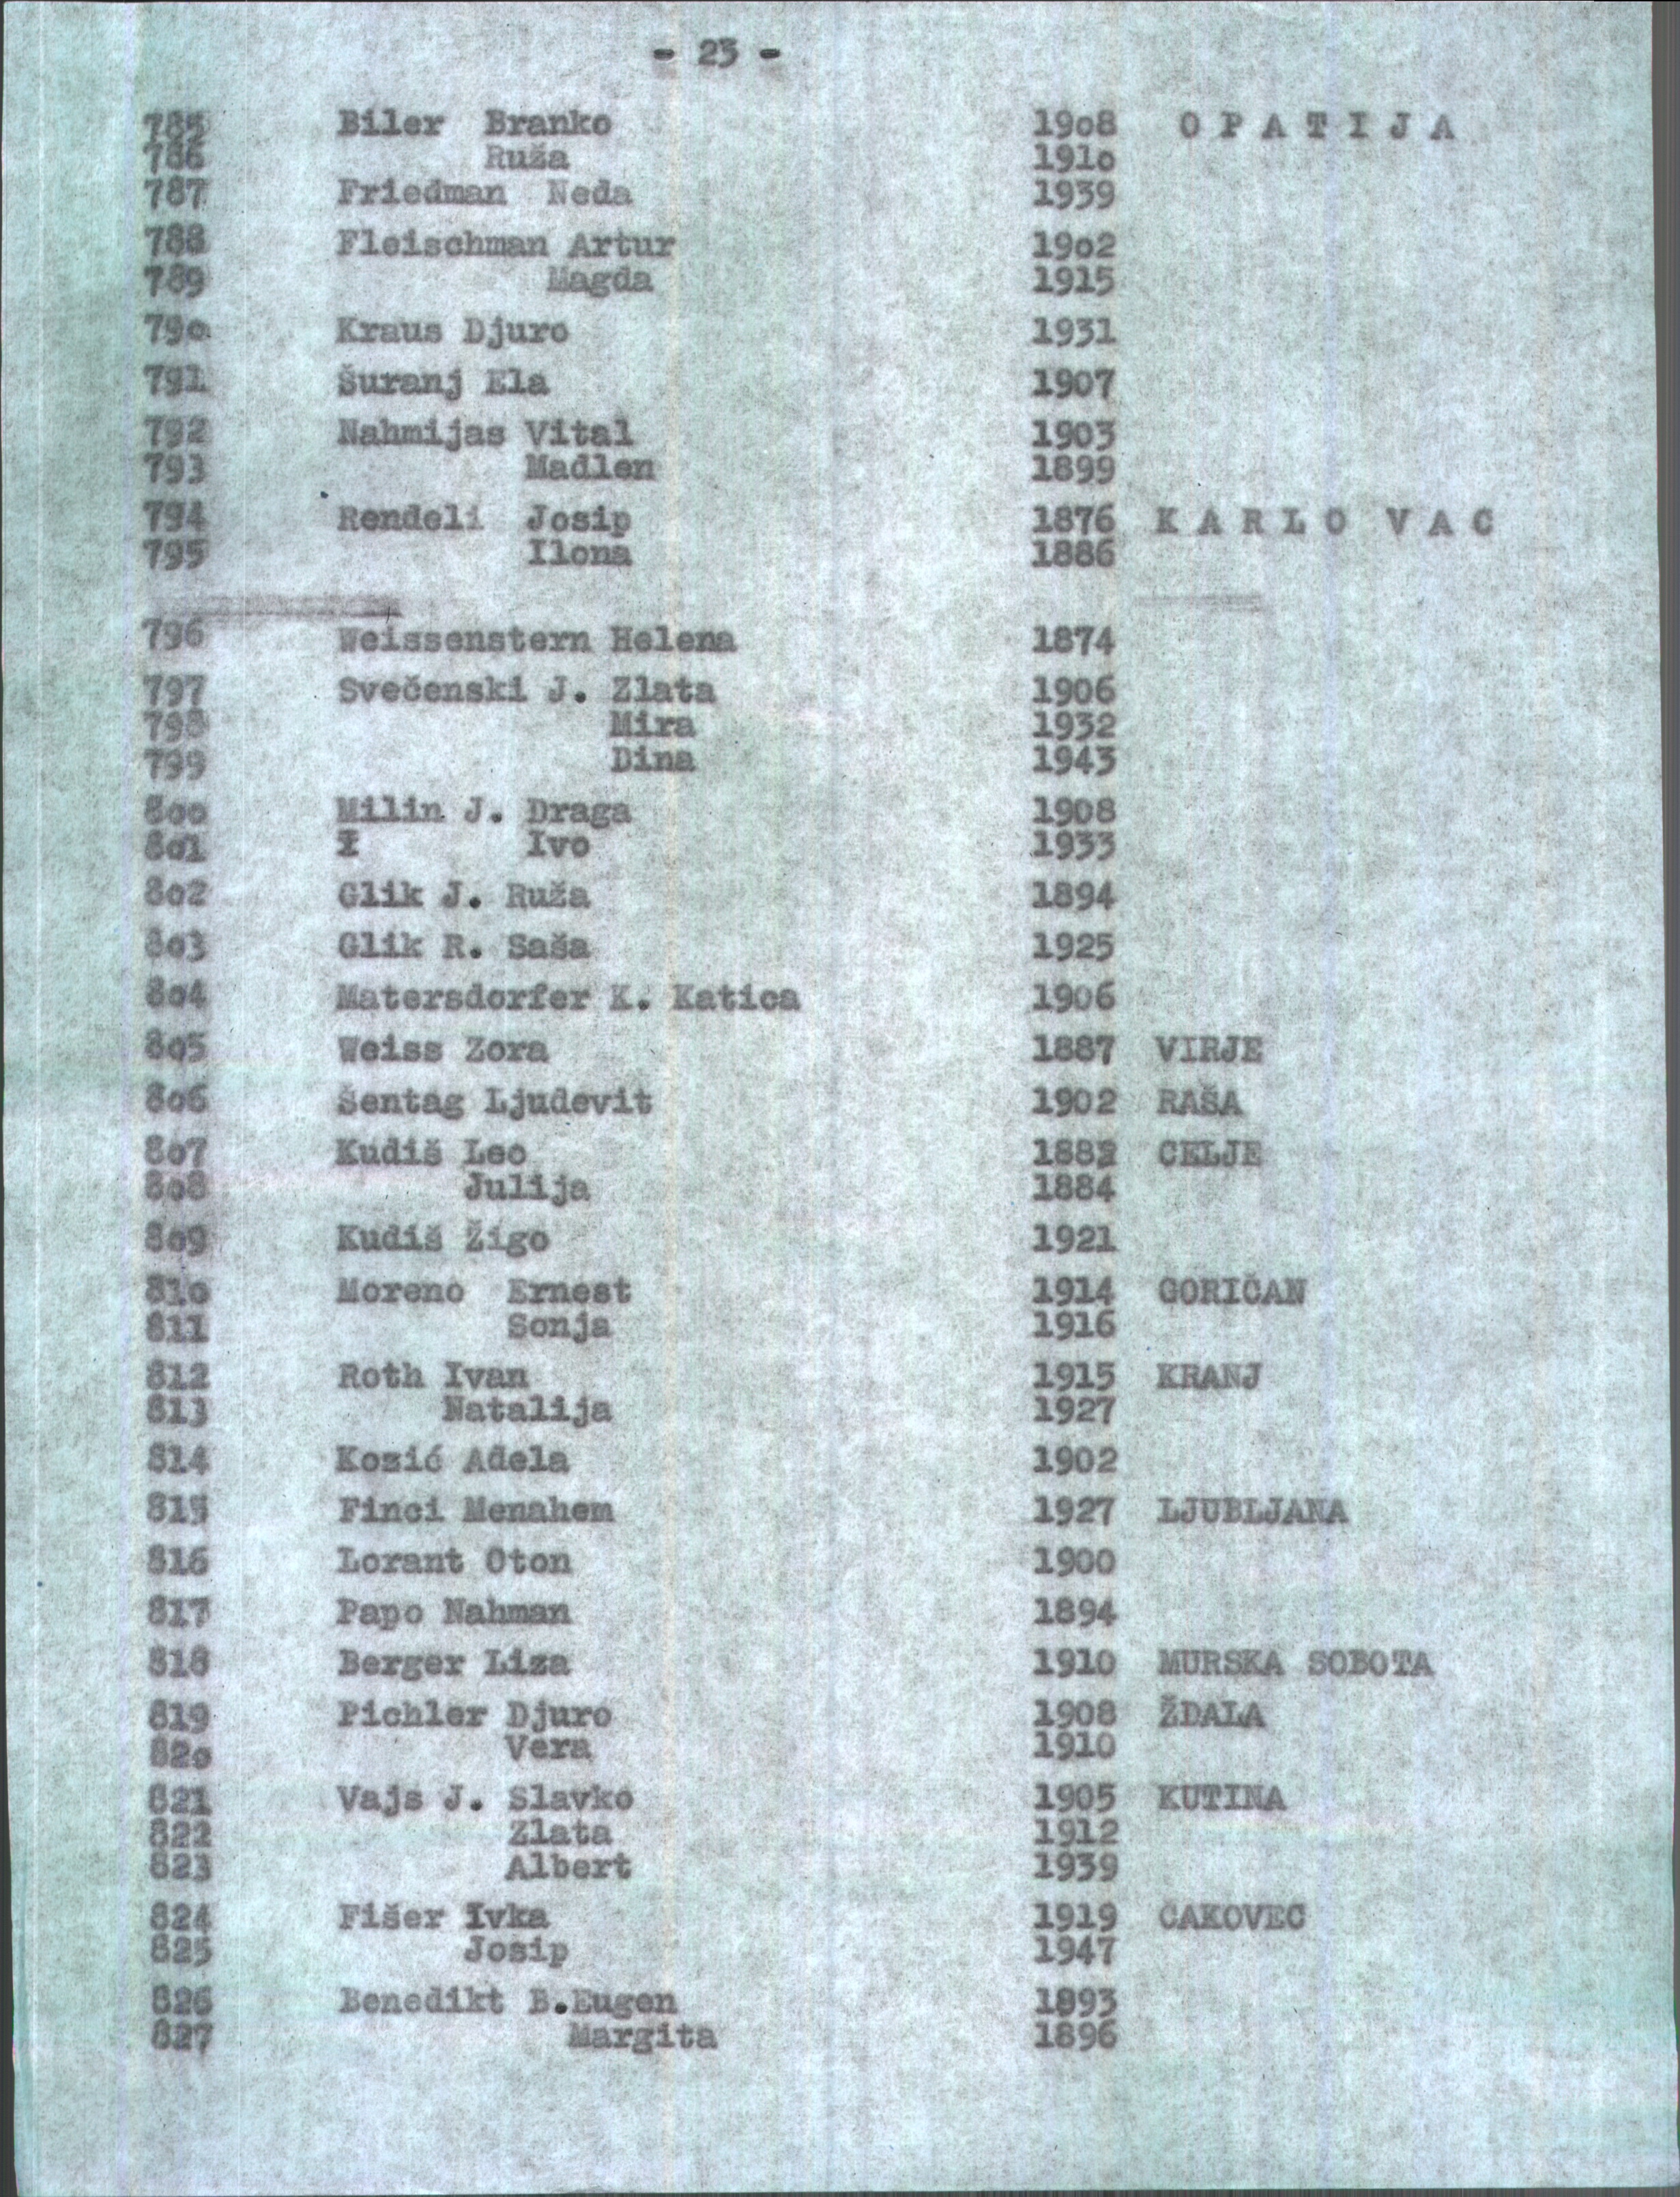 - 23 -
785 Biler Branko 1908 O P A T I J A
786 Ruža 1910
787 Friedman Neda 1939
788 Fleischman Artur 1902
789 Magda 1915
790 Kraus Djuro 1931
791 Šuranj Ela 1907
792 Nahmijas Vital 1903
793 Madlen 1899
794 Rendeli Josip 1876 K A R L O V A C
795 Ilona 1886
796 Weissenstern Helena 1874
797 Svečenski J. Zlata 1906
798 Mira 1932
799 Dina 1943
800 Milin J. Draga 1908
801 Ivo 1933
802 Glik J. Ruža 1894
803 Glik R. Saša 1925
804 Matersdorfer K. Katica 1906
805 Weiss Zora 1887 VIRJE
806 Šentag Ljudevit 1902 RAŠA
807 Kudiš Leo CELJE
808 Julija 1884
809 Kudiš Žigo 1921
810 Moreno Ernest 1914 GORIČAN
811 Sonja 1916
812 Roth Ivan 1915 KRANJ
813 Natalija 1927
814 Kozić Adela 1902
815 Finci Menahem 1927 LJUBLJANA
816 Lorant Oton 1900
817 Papo Nahman 1894
818 Berger Liza 1910 MURSKA SOBOTA
819 Pichler Djuro 1908 ŽDALA
820 Vera 1910
821 Vajs J. Slavko 1905 KUTINA
822 Zlata 1912
823 Albert 1939
824 Fišer Ivka 1919 ČAKOVEC
825 Josip 1947
826 Benedikt B.Eugen 1893
827 Margita 1896